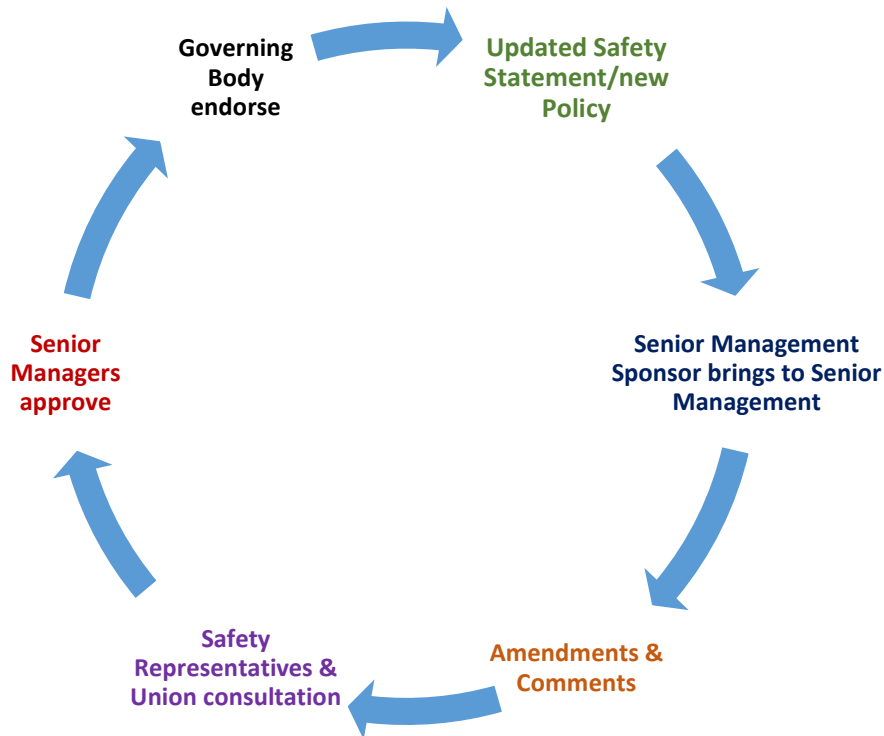 Governing
Body
endorse
Updated Safety
Statement/new
Policy
Senior Management
Sponsor brings to Senior
Management
Amendments &
Comments
Safety
Representatives &
Union consultation
Senior
Managers
approve